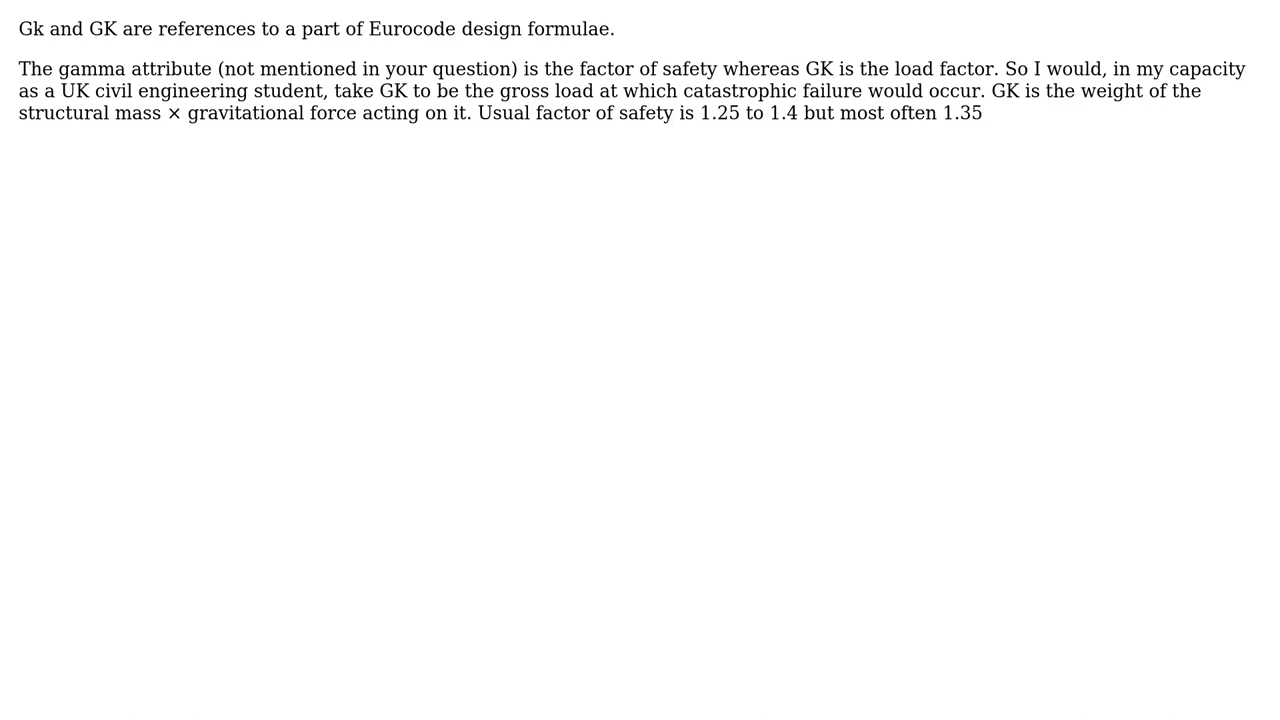 Gk and GK are references to a part of Eurocode design formulae.
The gamma attribute (not mentioned in your question) is the factor of safety whereas GK is the load factor. So I would, in my capacity
as a UK civil engineering student, take GK to be the gross load at which catastrophic failure would occur. GK is the weight of the
structural mass × gravitational force acting on it. Usual factor of safety is 1.25 to 1.4 but most often 1.35